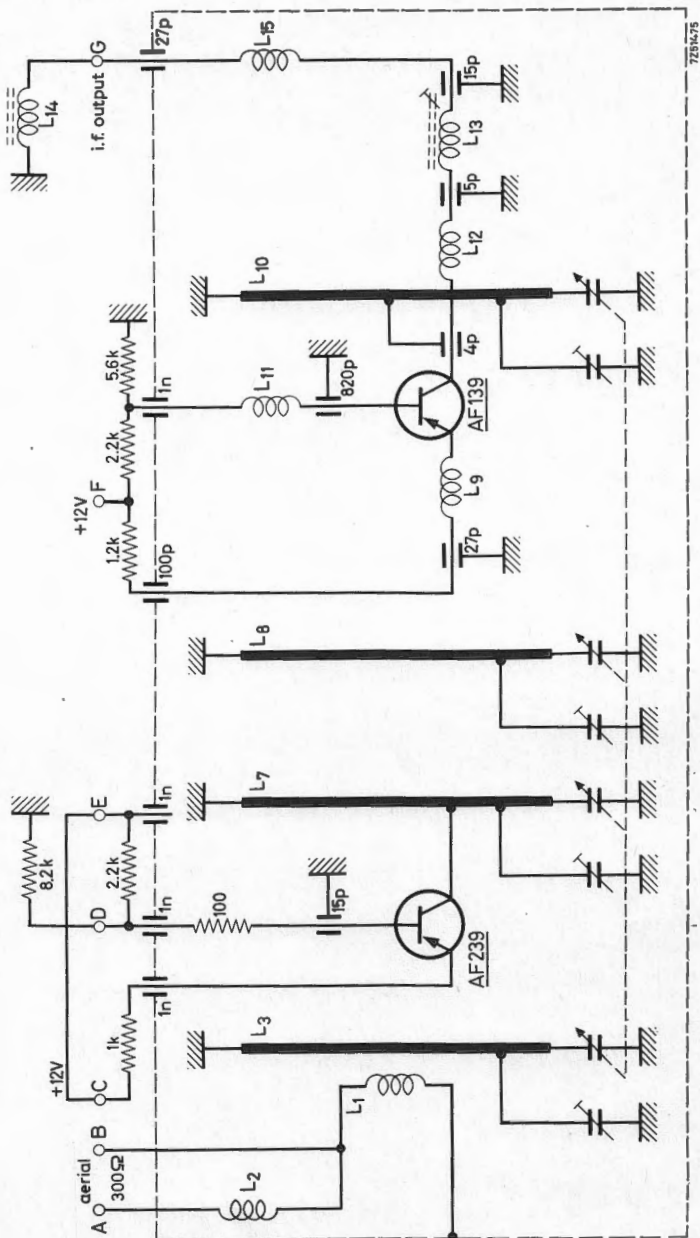 A
aerial
300Ω
B
C
+12V
D
E
8.2k
1k
2.2k
1n
1n
1n
100
15p
AF239
L1
L2
L3
L7
L8
+12V
F
1.2k
2.2k
5.6k
100p
1n
L11
820p
AF139
L9
27p
4p
L10
L12
5p
L13
15p
L15
27p
G
i.f. output
L14
7Z61475